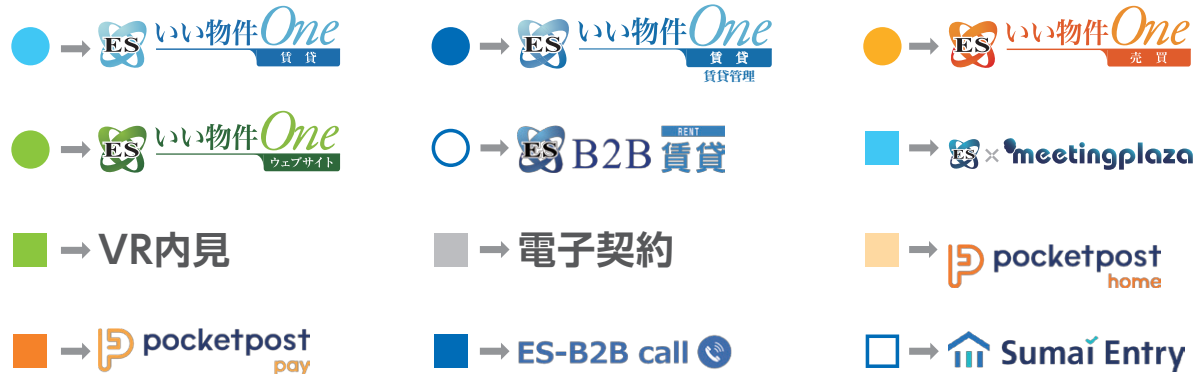 ES いい物件One
賃 貸
ES いい物件One
賃 貸
賃貸管理
ES いい物件One
売 買
ES いい物件One
ウェブサイト
ES B2B 賃貸
RENT
ES × meetingplaza
VR内見
電子契約
pocketpost
home
pocketpost
pay
ES-B2B call
Sumai Entry